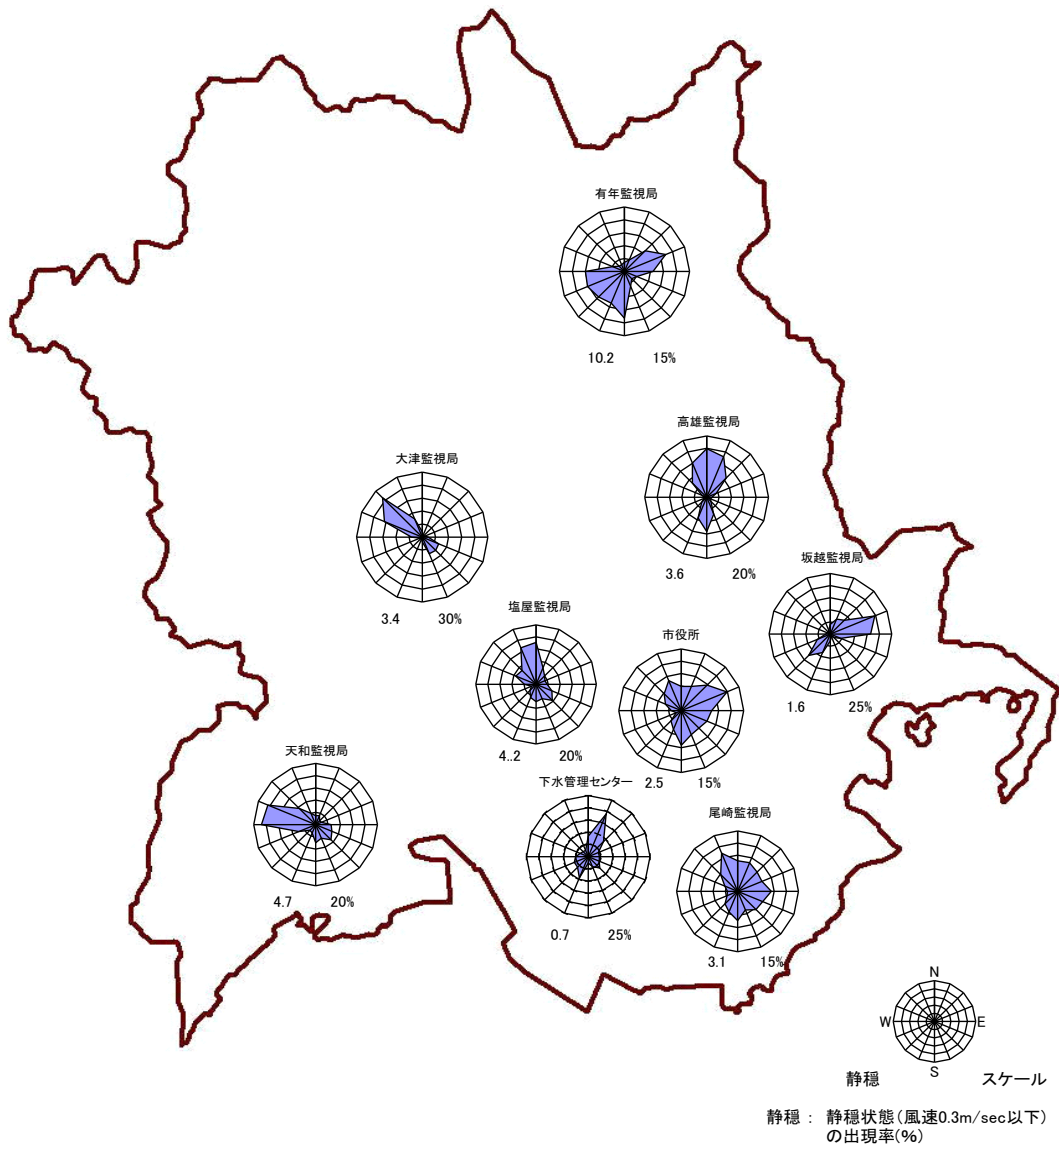 有年監視局
10.2 15%
高雄監視局
3.6 20%
大津監視局
3.4 30%
坂越監視局
1.6 25%
塩屋監視局
4..2 20%
市役所
2.5 15%
天和監視局
4.7 20%
下水管理センター
0.7 25%
尾崎監視局
3.1 15%
N
W E
S
静穏 スケール
静穏： 静穏状態(風速0.3m/sec以下)
の出現率(%)